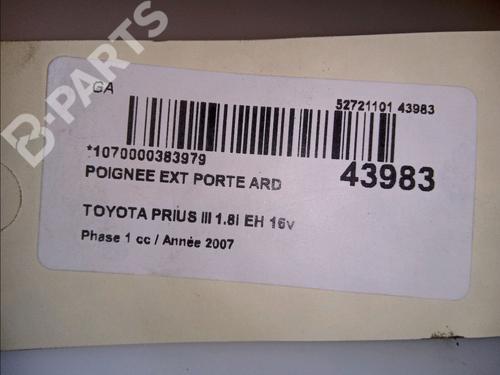 B-PARTS
GA
52721101 43983
*1070000383979
43983
POIGNEE EXT PORTE ARD
TOYOTA PRIUS III 1.8I EH 16v
Phase 1 cc / Année 2007